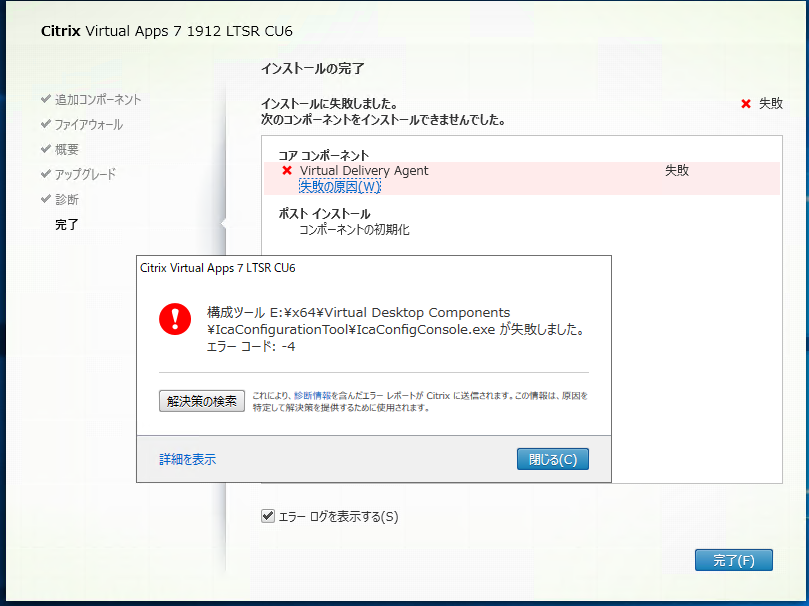 Citrix Virtual Apps 7 1912 LTSR CU6
追加コンポーネント
ファイアウォール
概要
アップグレード
診断
完了
インストールの完了
インストールに失敗しました。
次のコンポーネントをインストールできませんでした。
失敗
コア コンポーネント
Virtual Delivery Agent
失敗
失敗の原因(W)
ポスト インストール
コンポーネントの初期化
Citrix Virtual Apps 7 LTSR CU6
構成ツール E:¥x64¥Virtual Desktop Components
¥IcaConfigurationTool¥IcaConfigConsole.exe が失敗しました。
エラー コード: -4
解決策の検索
これにより、診断情報を含んだエラー レポートが Citrix に送信されます。この情報は、原因を
特定して解決策を提供するために使用されます。
詳細を表示
閉じる(C)
エラー ログを表示する(S)
完了(F)